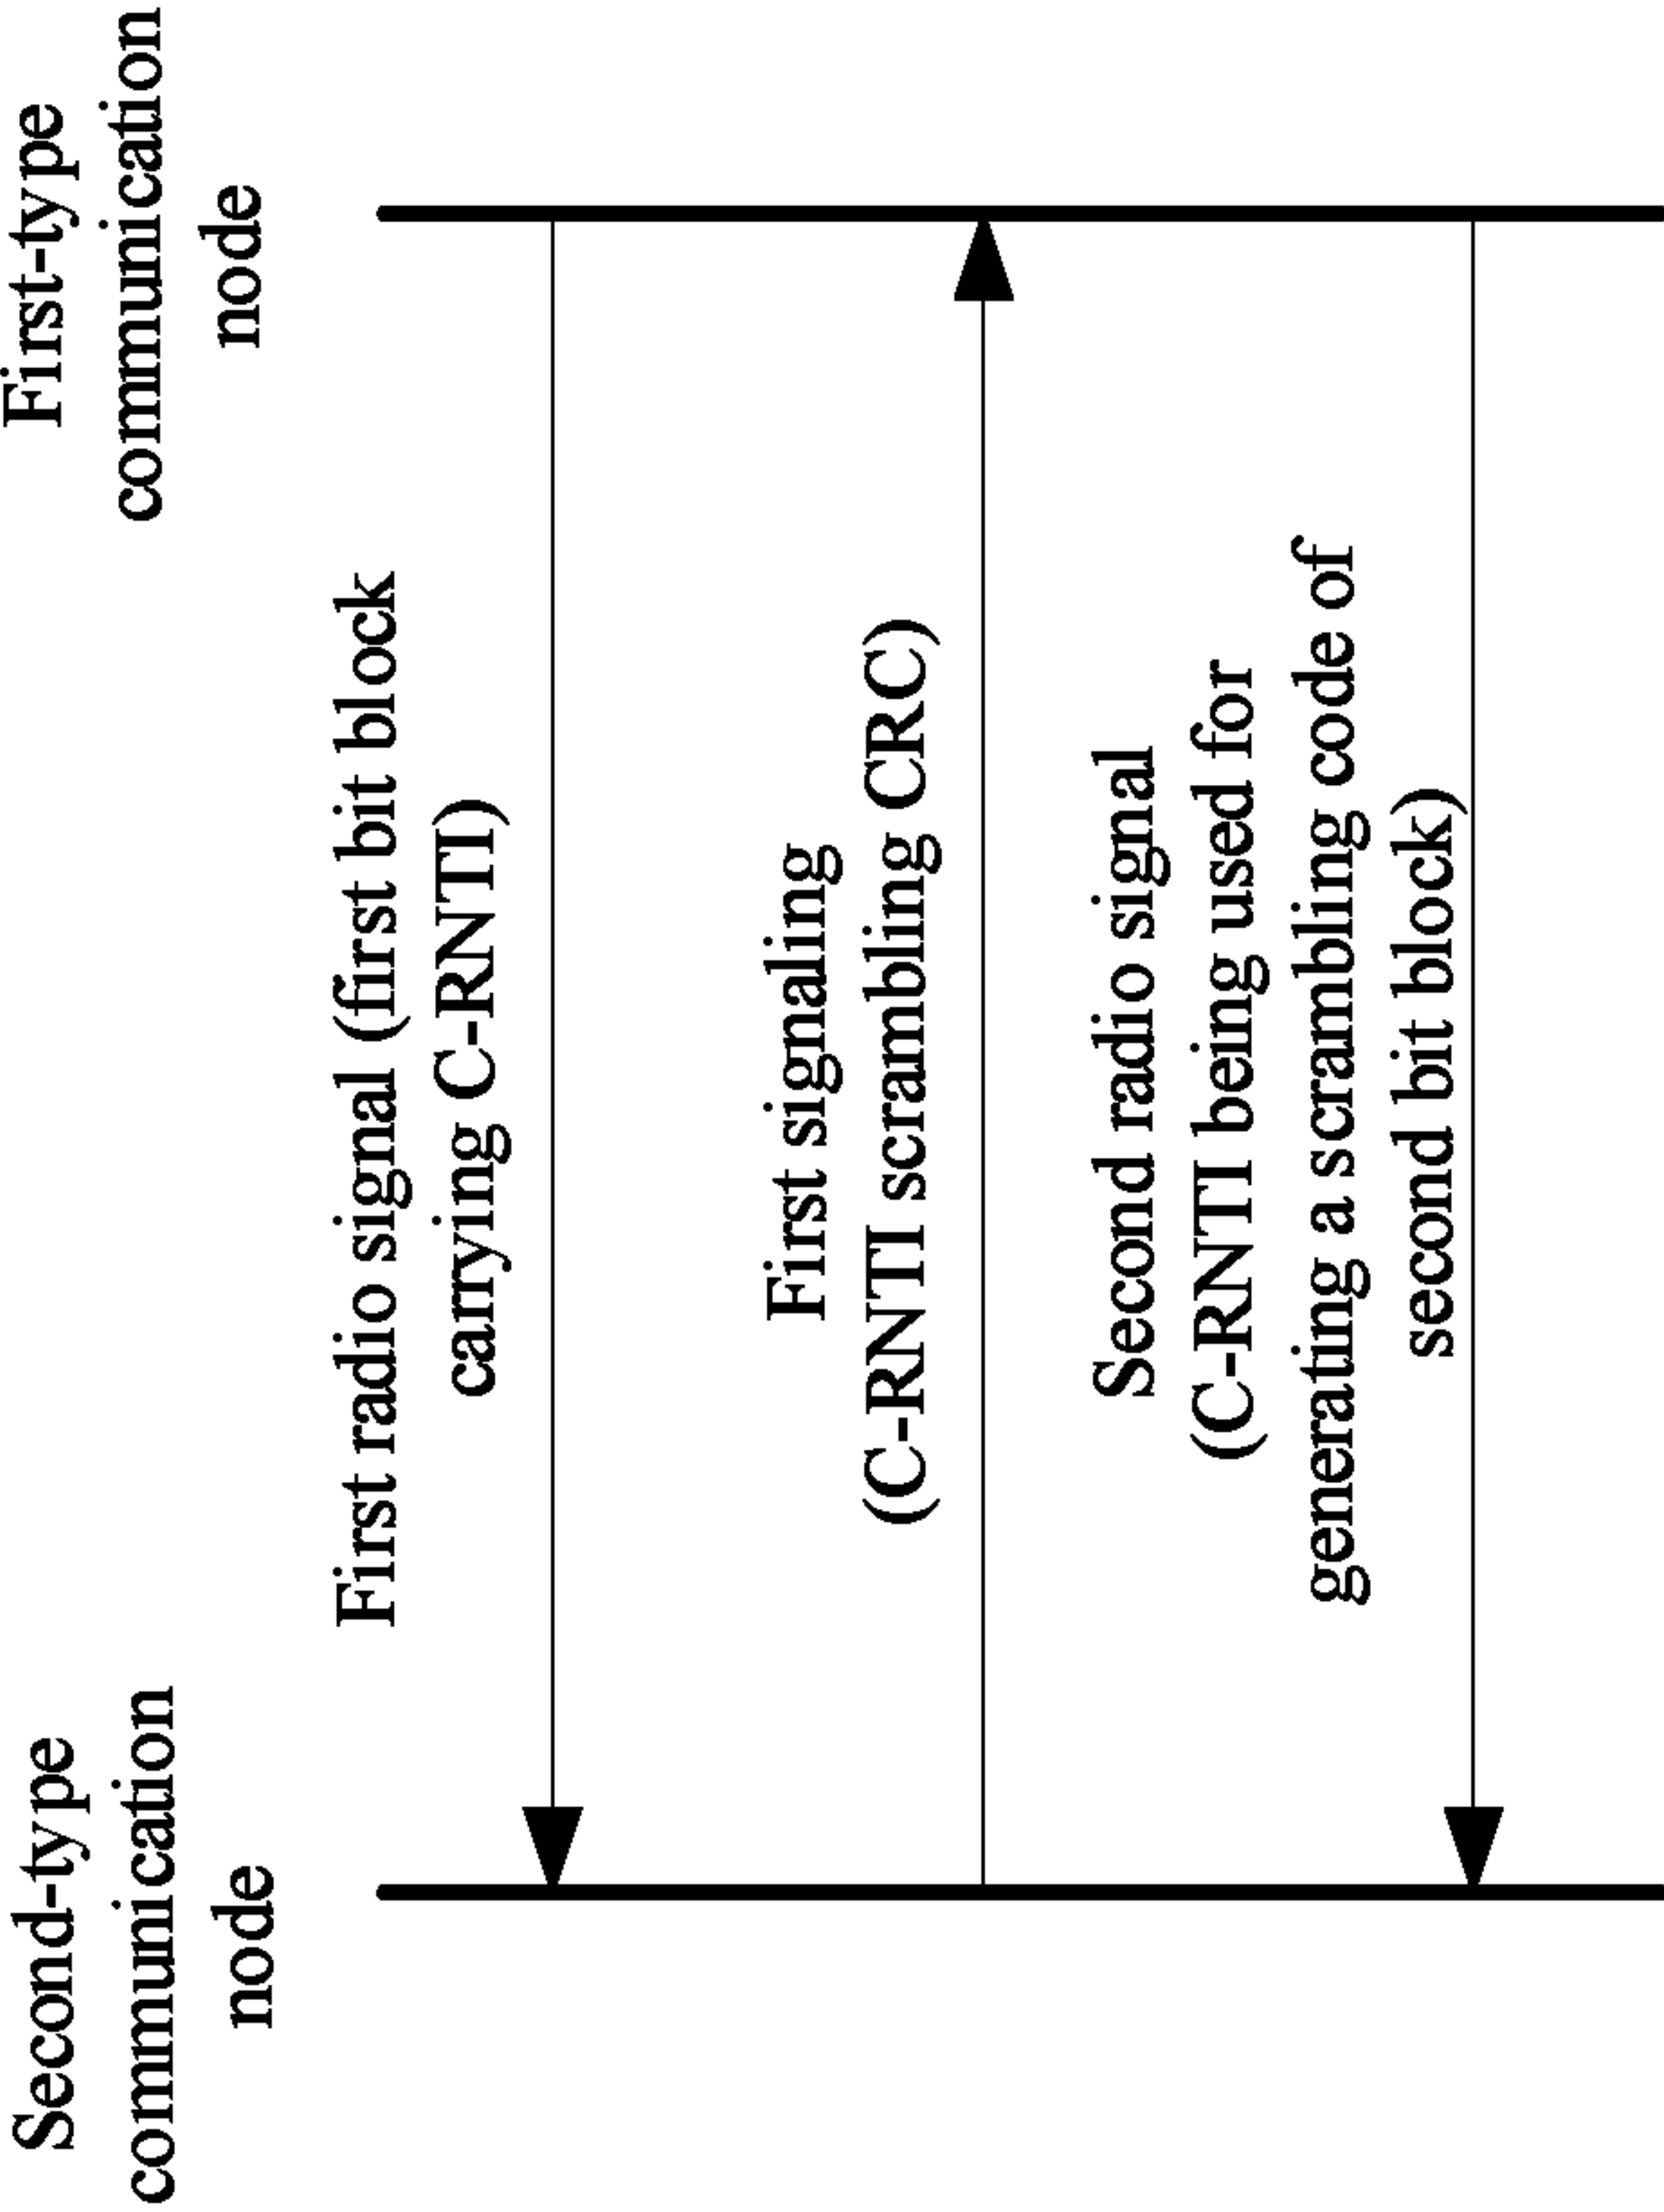 Second-type
communication
node
First-type
communication
node
First radio signal (first bit block
carrying C-RNTI)
First signaling
(C-RNTI scrambling CRC)
Second radio signal
(C-RNTI being used for
generating a scrambling code of
second bit block)